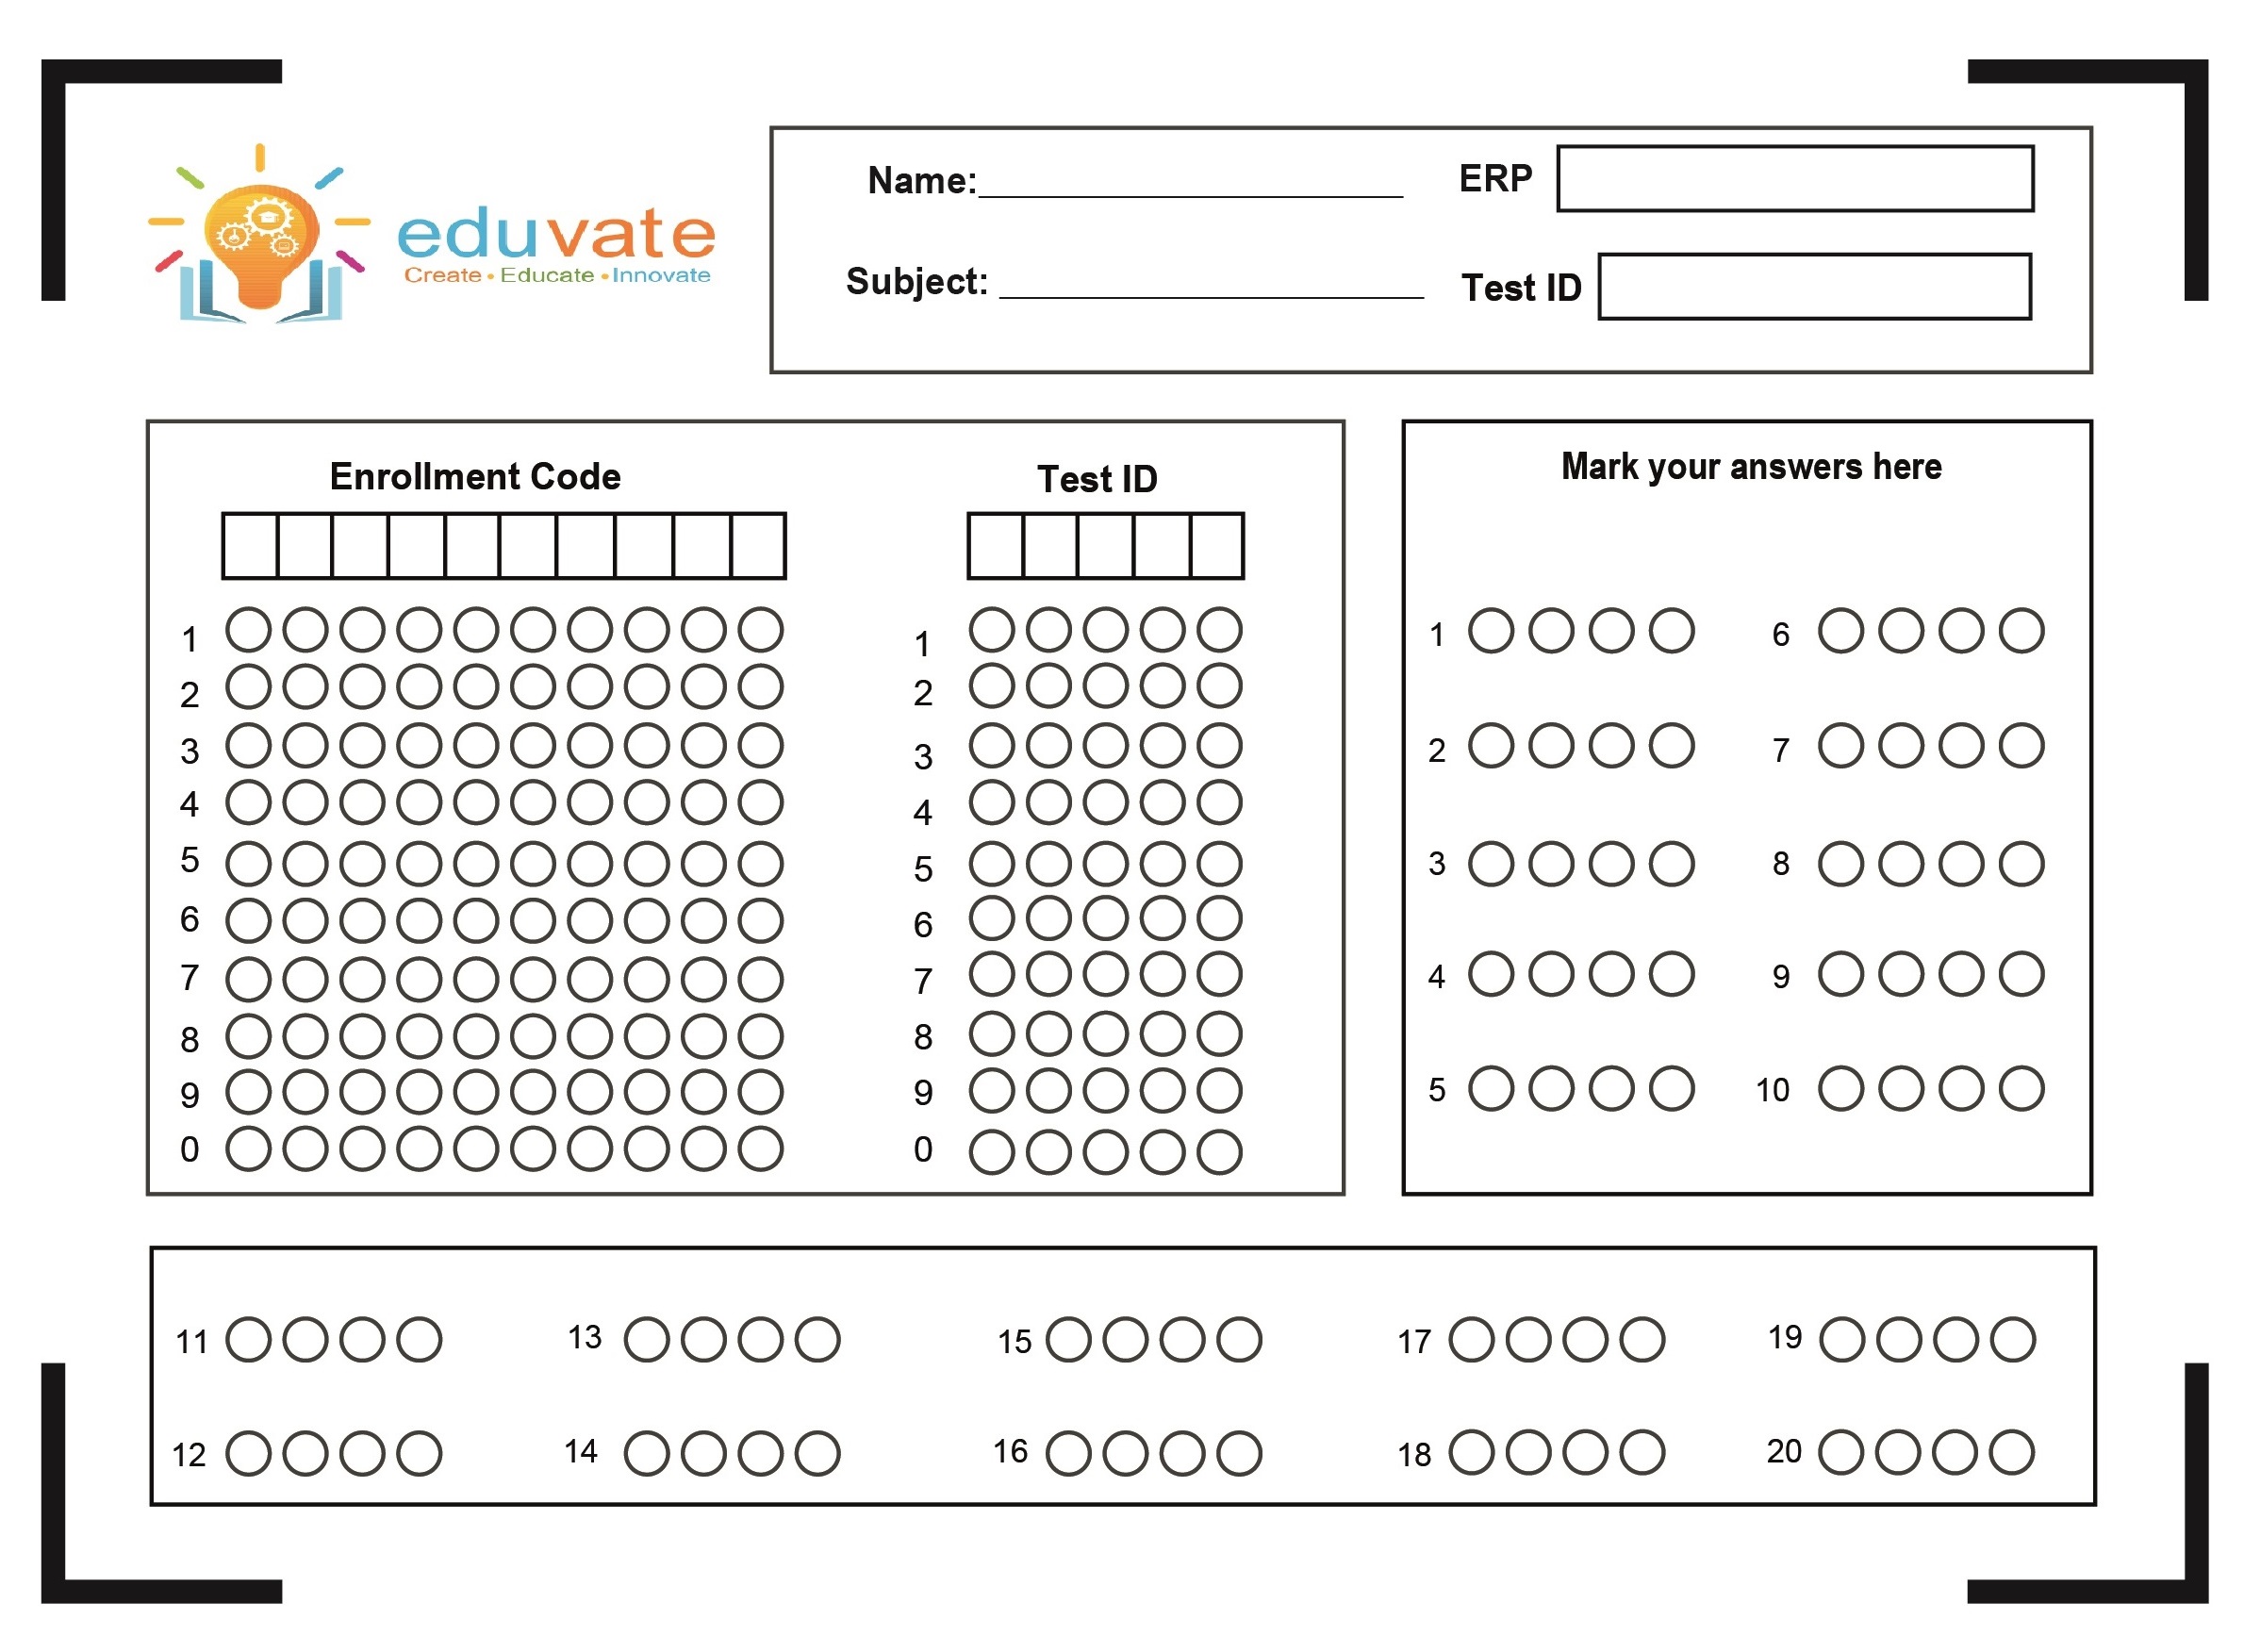 eduvate
Create • Educate • Innovate
Name:
ERP
Subject:
Test ID
Enrollment Code
Test ID
1
2
3
4
5
6
7
8
9
0
1
2
3
4
5
6
7
8
9
0
Mark your answers here
1 6
2 7
3 8
4 9
5 10
11 13 15 17 19
12 14 16 18 20